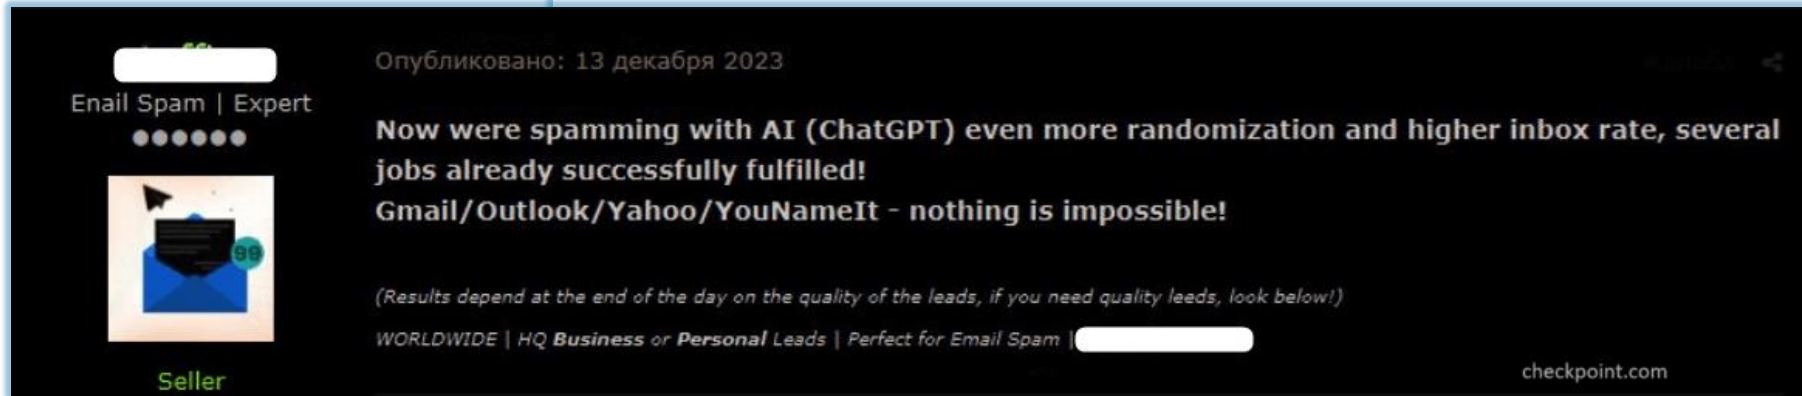 Enail Spam | Expert
Опубликовано: 13 декабря 2023
Now were spamming with AI (ChatGPT) even more randomization and higher inbox rate, several
jobs already successfully fulfilled!
Gmail/Outlook/Yahoo/YouNameIt - nothing is impossible!
99
(Results depend at the end of the day on the quality of the leads, if you need quality leeds, look below!)
WORLDWIDE | HQ Business or Personal Leads | Perfect for Email Spam |
Seller
checkpoint.com